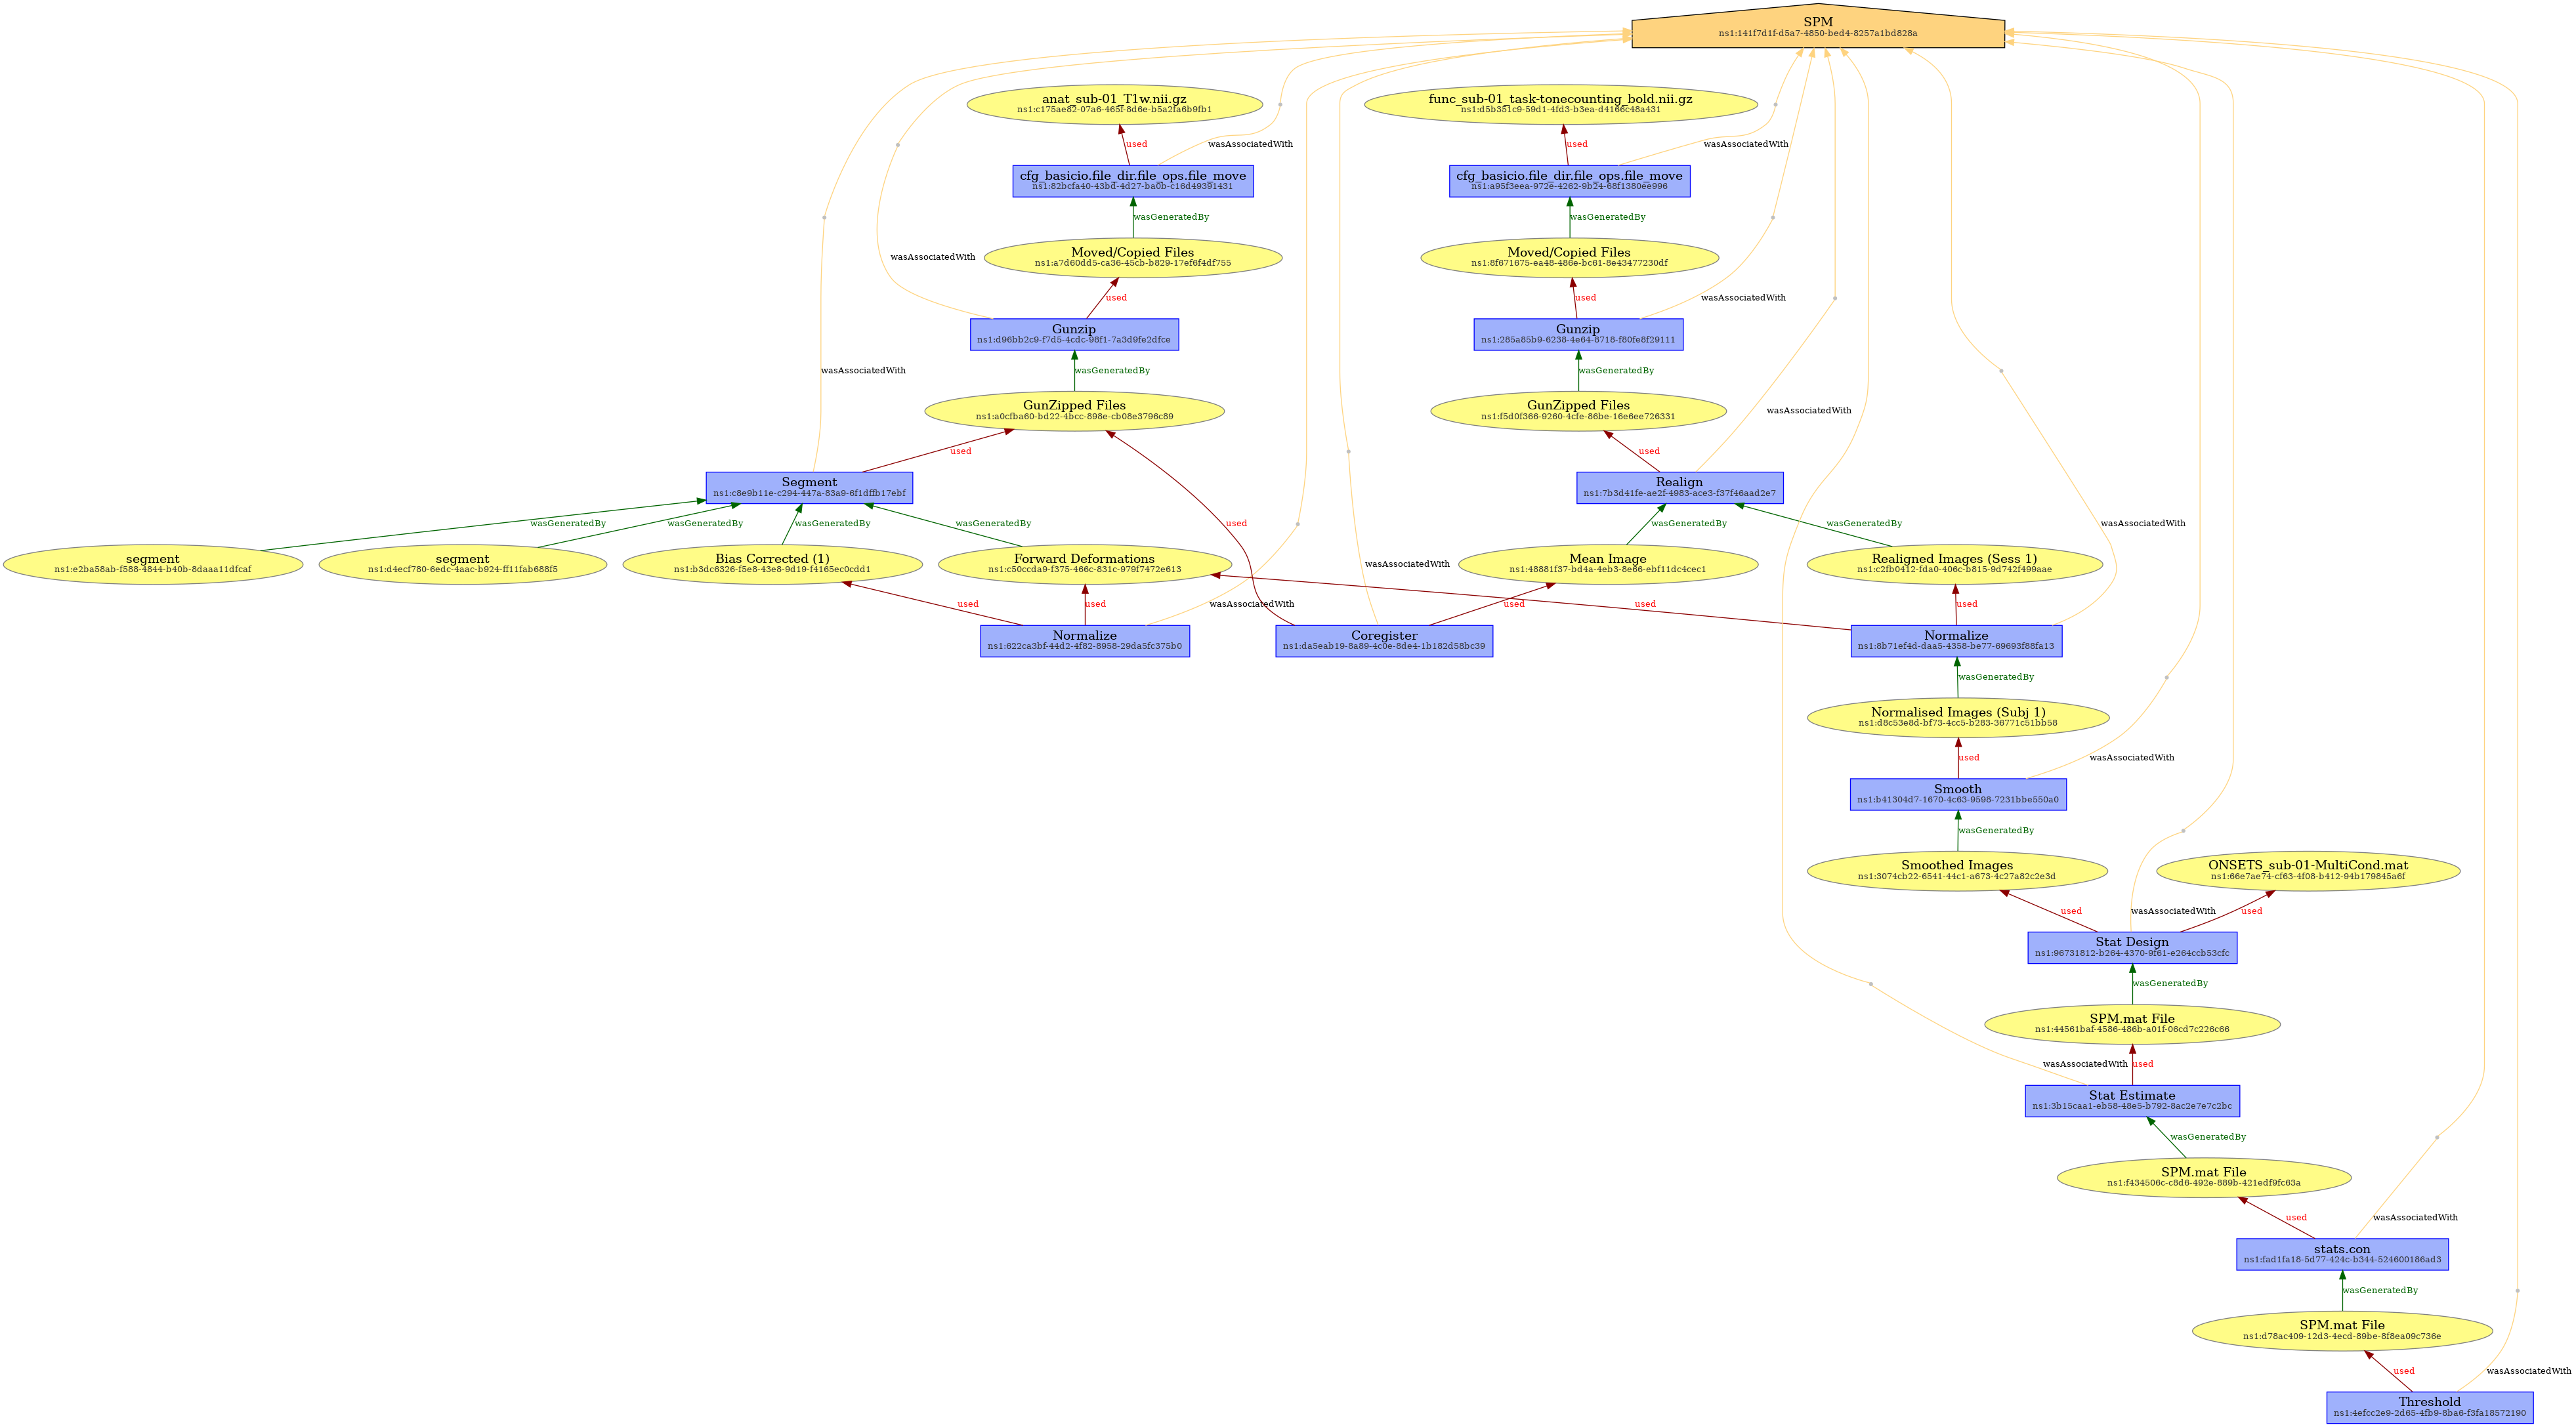 SPM
ns1:141f7d1f-d5a7-4850-bed4-8257a1bd828a
anat_sub-01_T1w.nii.gz
ns1:c175ae82-07a6-465f-8d6e-b5a2fa6b9fb1
func_sub-01_task-tonecounting_bold.nii.gz
ns1:d5b351c9-59d1-4fd3-b3ea-d4166c48a431
used
wasAssociatedWith
used
wasAssociatedWith
cfg_basicio.file_dir.file_ops.file_move
ns1:82bcfa40-43bd-4d27-ba0b-c16d49391431
cfg_basicio.file_dir.file_ops.file_move
ns1:a95f3eea-972e-4262-9b24-68f1380ee996
wasGeneratedBy
wasGeneratedBy
wasAssociatedWith
Moved/Copied Files
ns1:a7d60dd5-ca36-45cb-b829-17ef6f4df755
Moved/Copied Files
ns1:8f671675-ea48-486e-bc61-8e43477230df
used
used
wasAssociatedWith
Gunzip
ns1:d96bb2c9-f7d5-4cdc-98f1-7a3d9fe2dfce
Gunzip
ns1:285a85b9-6238-4e64-8718-f80fe8f29111
wasAssociatedWith
wasGeneratedBy
wasGeneratedBy
GunZipped Files
ns1:a0cfba60-bd22-4bcc-898e-cb08e3796c89
GunZipped Files
ns1:f5d0f366-9260-4cfe-86be-16e6ee726331
wasAssociatedWith
used
used
Segment
ns1:c8e9b11e-c294-447a-83a9-6f1dffb17ebf
Realign
ns1:7b3d41fe-ae2f-4983-ace3-f37f46aad2e7
wasGeneratedBy
wasGeneratedBy
wasGeneratedBy
wasGeneratedBy
used
wasGeneratedBy
wasGeneratedBy
wasAssociatedWith
segment
ns1:e2ba58ab-f588-4844-b40b-8daaa11dfcaf
segment
ns1:d4ecf780-6edc-4aac-b924-ff11fab688f5
Bias Corrected (1)
ns1:b3dc6326-f5e8-43e8-9d19-f4165ec0cdd1
Forward Deformations
ns1:c50ccda9-f375-466c-831c-979f7472e613
wasAssociatedWith
Mean Image
ns1:48881f37-bd4a-4eb3-8e66-ebf11dc4cec1
Realigned Images (Sess 1)
ns1:c2fb0412-fda0-406c-b815-9d742f499aae
used
used
wasAssociatedWith
used
used
used
Normalize
ns1:622ca3bf-44d2-4f82-8958-29da5fc375b0
Coregister
ns1:da5eab19-8a89-4c0e-8de4-1b182d58bc39
Normalize
ns1:8b71ef4d-daa5-4358-be77-69693f88fa13
wasGeneratedBy
Normalised Images (Subj 1)
ns1:d8c53e8d-bf73-4cc5-b283-36771c51bb58
used
wasAssociatedWith
Smooth
ns1:b41304d7-1670-4c63-9598-7231bbe550a0
wasGeneratedBy
Smoothed Images
ns1:3074cb22-6541-44c1-a673-4c27a82c2e3d
ONSETS_sub-01-MultiCond.mat
ns1:66e7ae74-cf63-4f08-b412-94b179845a6f
used
wasAssociatedWith
used
Stat Design
ns1:96731812-b264-4370-9f61-e264ccb53cfc
wasGeneratedBy
SPM.mat File
ns1:44561baf-4586-486b-a01f-06cd7c226c66
wasAssociatedWith
used
Stat Estimate
ns1:3b15caa1-eb58-48e5-b792-8ac2e7e7c2bc
wasGeneratedBy
SPM.mat File
ns1:f434506c-c8d6-492e-889b-421edf9fc63a
used
wasAssociatedWith
stats.con
ns1:fad1fa18-5d77-424c-b344-524600186ad3
wasGeneratedBy
SPM.mat File
ns1:d78ac409-12d3-4ecd-89be-8f8ea09c736e
used
wasAssociatedWith
Threshold
ns1:4efcc2e9-2d65-4fb9-8ba6-f3fa18572190